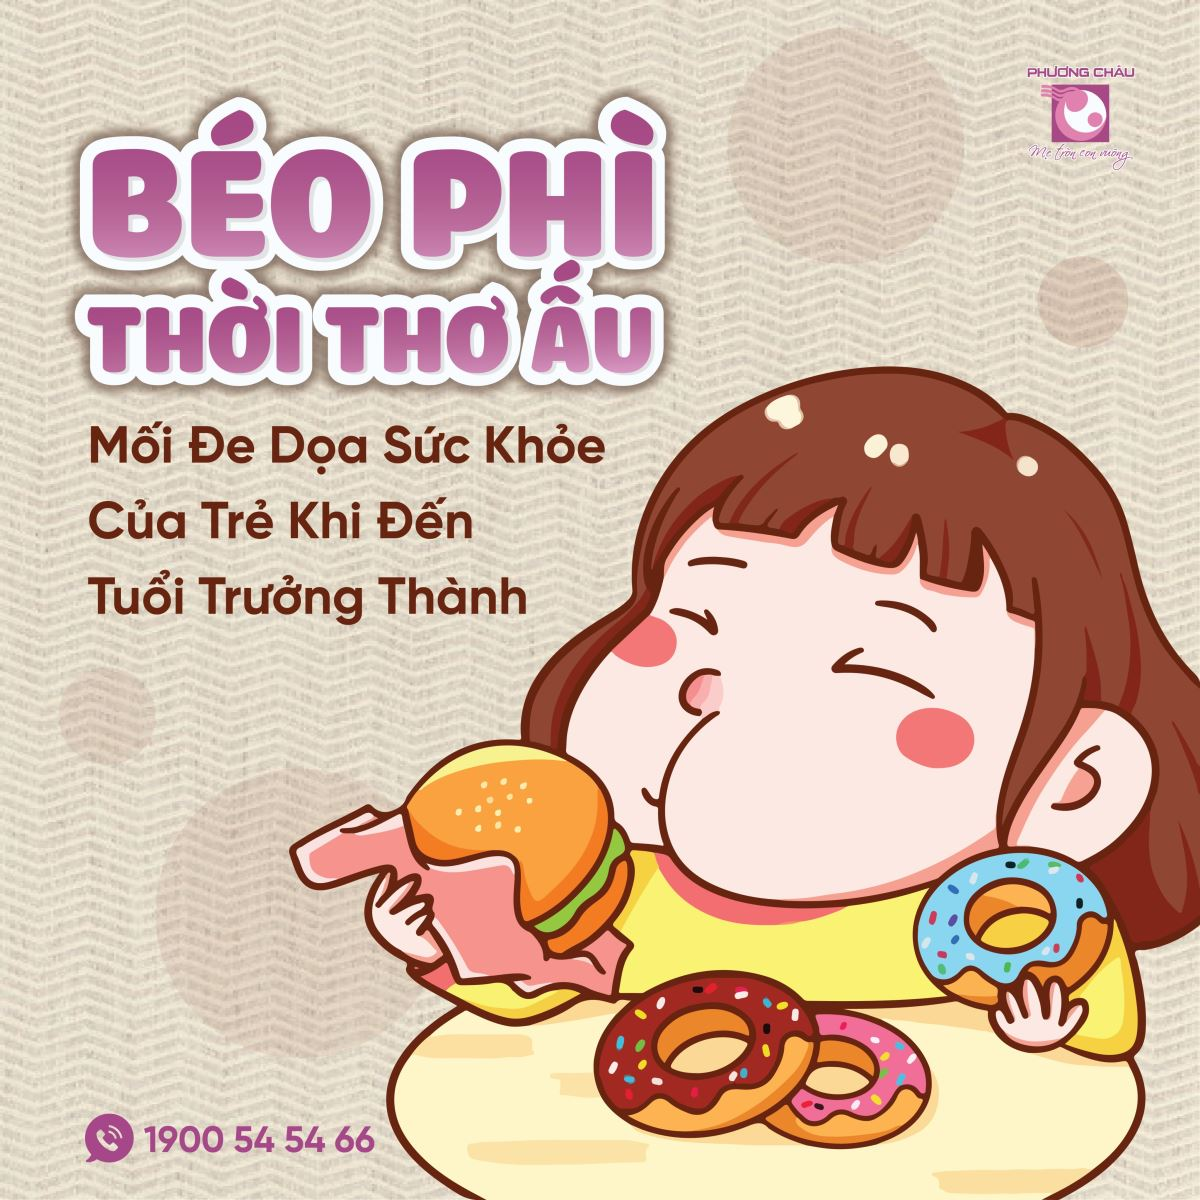 PHƯƠNG CHÂU
Mẹ tròn con vuông
BÉO PHÌ
THỜI THƠ ẤU
Mối Đe Dọa Sức Khỏe
Của Trẻ Khi Đến
Tuổi Trưởng Thành
1900 54 54 66